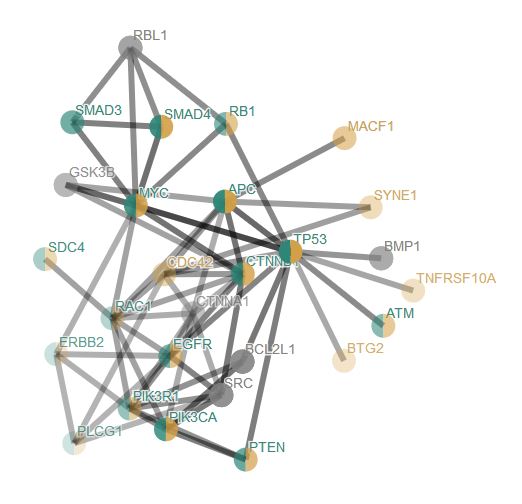 RBL1
SMAD3
SMAD4
RB1
MACF1
GSK3B
MYC
APC
SYNE1
TP53
SDC4
CDC42
BMP1
TNFRSF10A
RAC1
CTNNA1
ATM
ERBB2
EGFR
BCL2L1
BTG2
SRC
PIK3R1
PIK3CA
PLCG1
PTEN